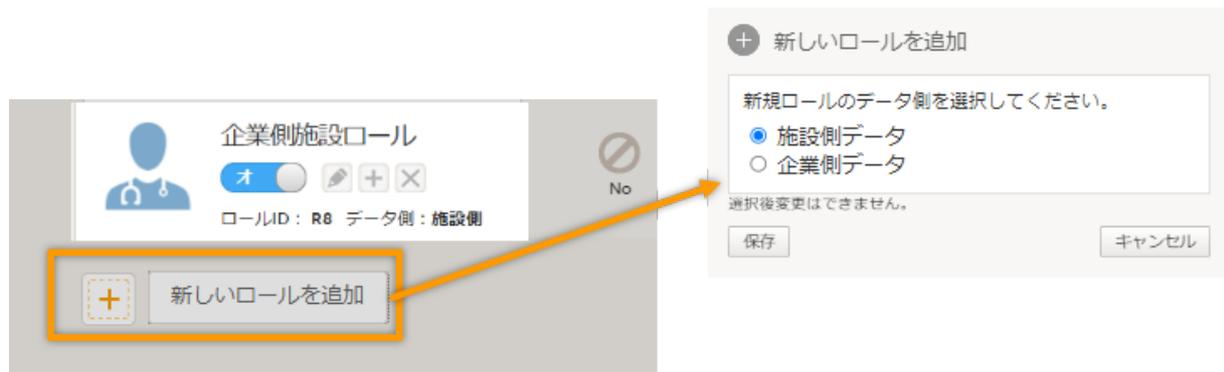 企業側施設ロール
オ
No
ロールID： R8 データ側：施設側
新しいロールを追加
新しいロールを追加
新規ロールのデータ側を選択してください。
施設側データ
企業側データ
選択後変更はできません。
保存
キャンセル